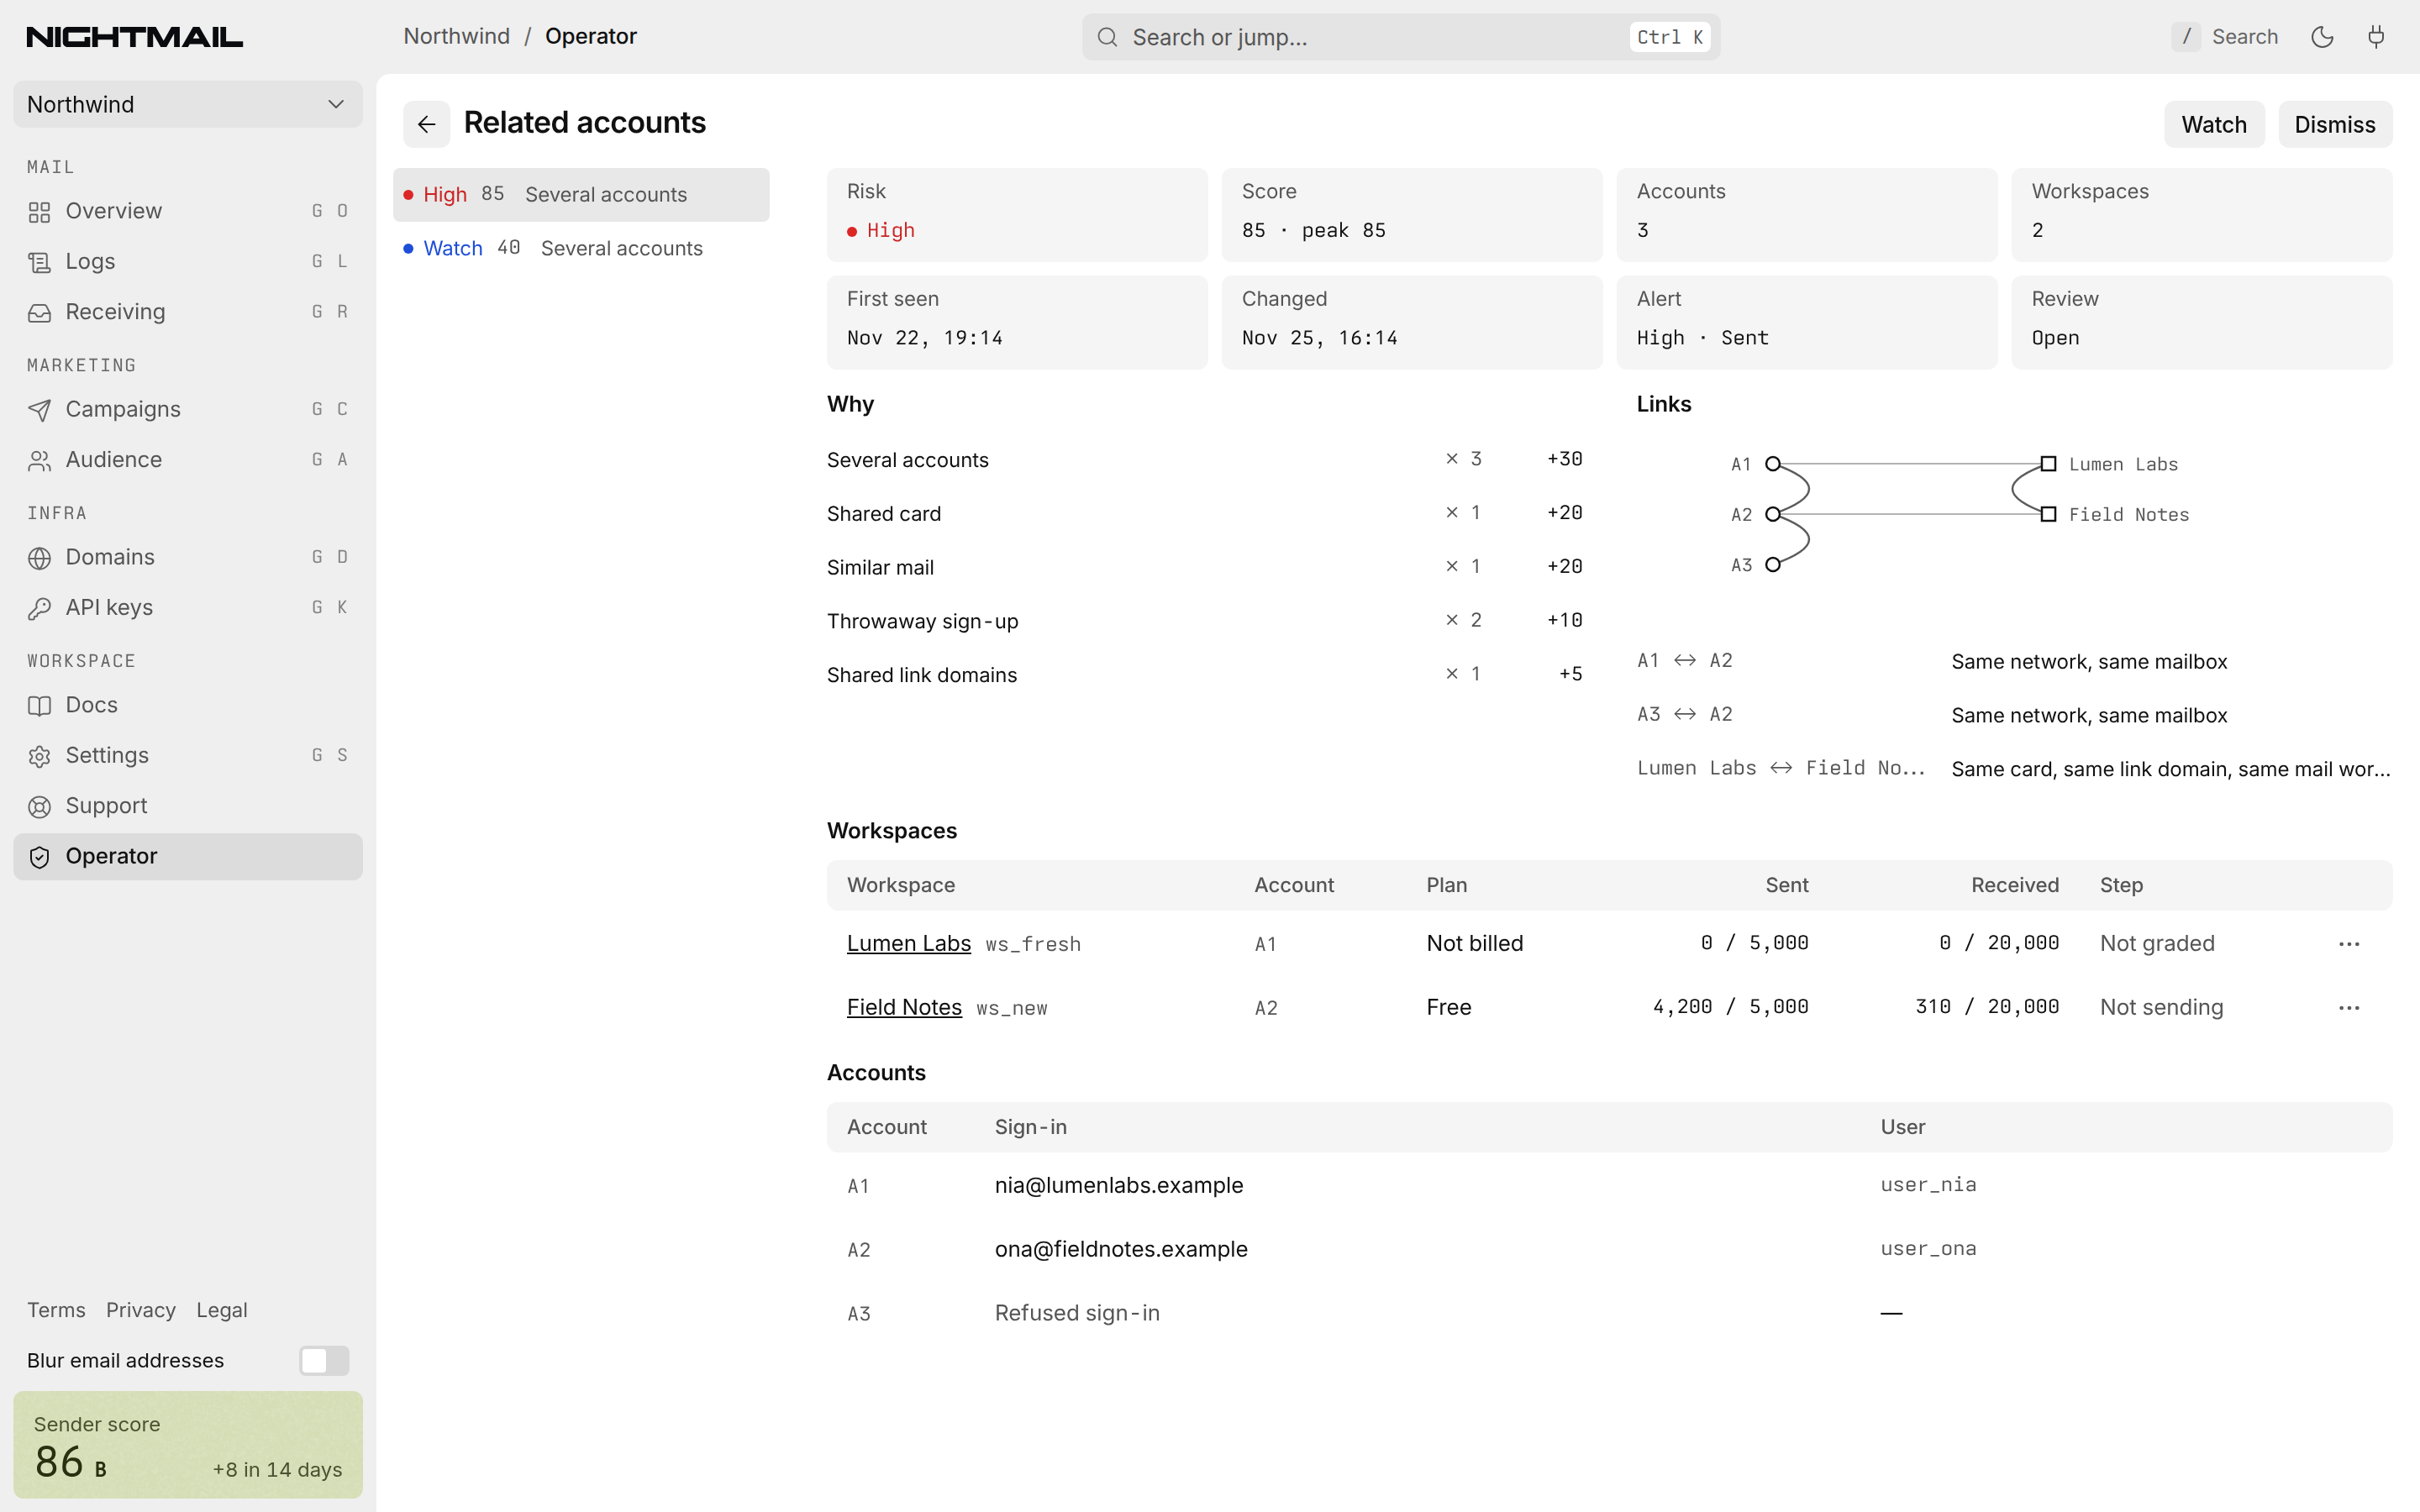 NIGHTMAIL
Northwind / Operator
Search or jump... Ctrl K
/ Search
Northwind
MAIL
Overview G O
Logs G L
Receiving G R
MARKETING
Campaigns G C
Audience G A
INFRA
Domains G D
API keys G K
WORKSPACE
Docs
Settings G S
Support
Operator
Terms Privacy Legal
Blur email addresses
Sender score
86 B +8 in 14 days
Related accounts
Watch Dismiss
High 85 Several accounts
Watch 40 Several accounts
Risk
High
Score
85 · peak 85
Accounts
3
Workspaces
2
First seen
Nov 22, 19:14
Changed
Nov 25, 16:14
Alert
High · Sent
Review
Open
Why
Several accounts × 3 +30
Shared card × 1 +20
Similar mail × 1 +20
Throwaway sign-up × 2 +10
Shared link domains × 1 +5
Links
A1 Lumen Labs
A2 Field Notes
A3
A1 ↔ A2 Same network, same mailbox
A3 ↔ A2 Same network, same mailbox
Lumen Labs ↔ Field No... Same card, same link domain, same mail wor...
Workspaces
Workspace Account Plan Sent Received Step
Lumen Labs ws_fresh A1 Not billed 0 / 5,000 0 / 20,000 Not graded ...
Field Notes ws_new A2 Free 4,200 / 5,000 310 / 20,000 Not sending ...
Accounts
Account Sign-in User
A1 nia@lumenlabs.example user_nia
A2 ona@fieldnotes.example user_ona
A3 Refused sign-in —